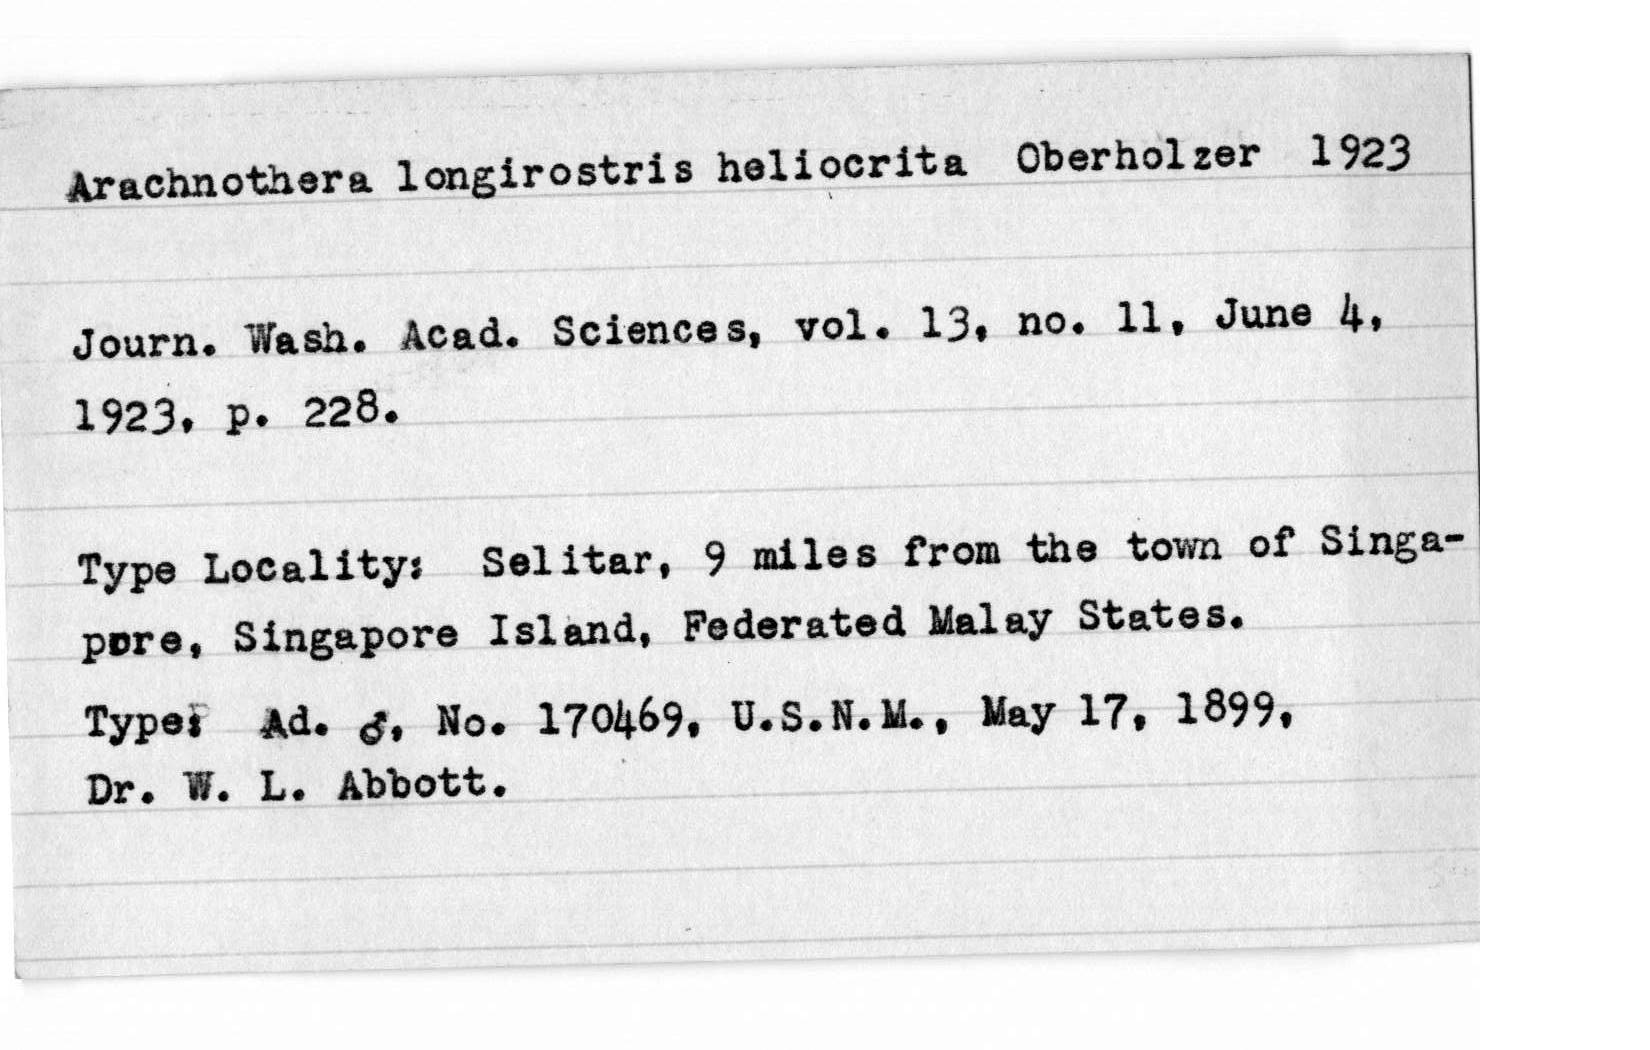 Arachnothera longirostris heliocrita Oberholzer 1923
Journ. Wash. Acad. Sciences, vol. 13, no. 11, June 4,
1923, p. 228.
Type Locality: Selitar, 9 miles from the town of Singa-
pore, Singapore Island, Federated Malay States.
Type: Ad. ♂, No. 170469, U.S.N.M., May 17, 1899,
Dr. W. L. Abbott.